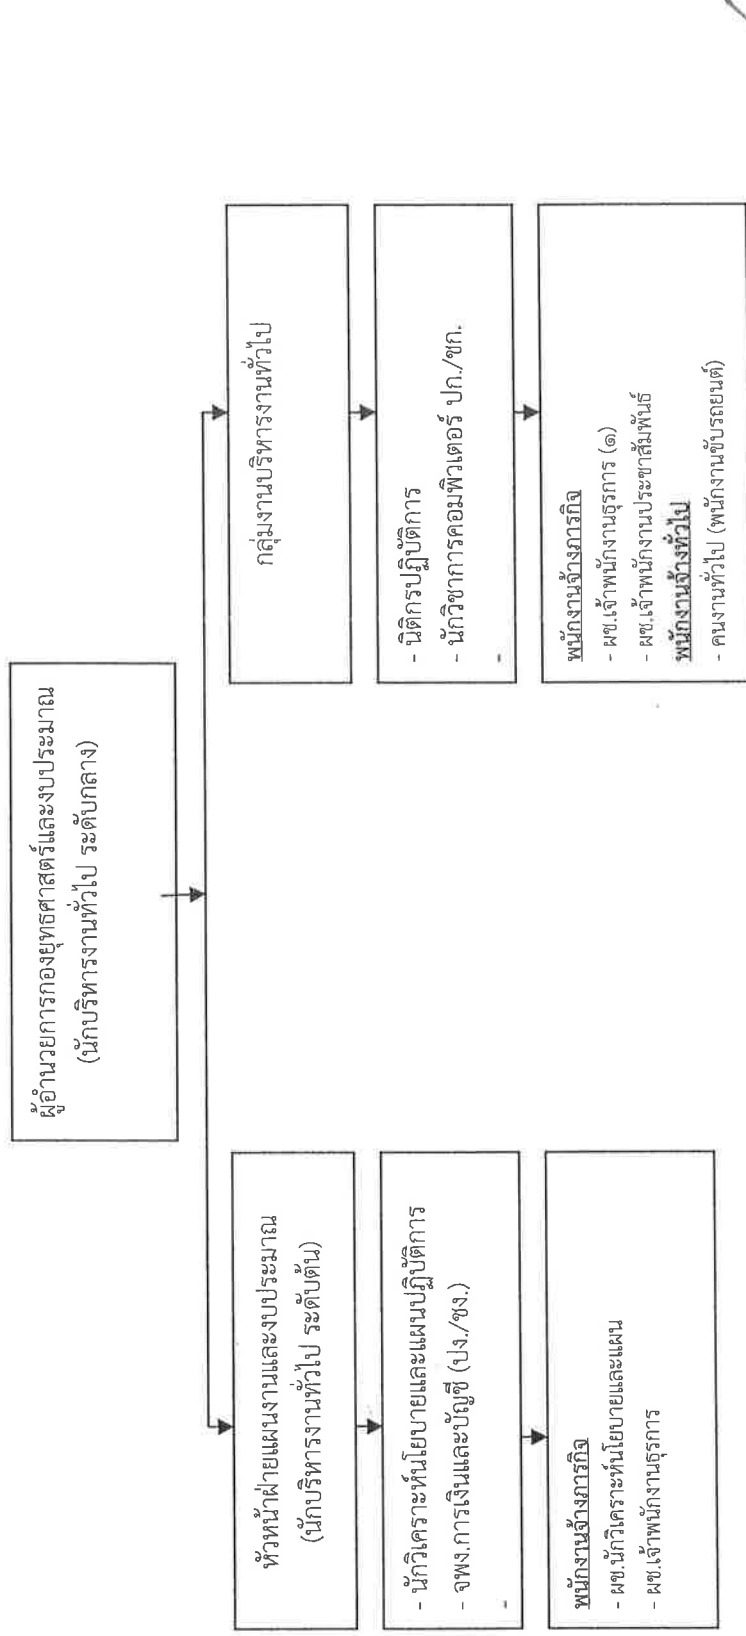 ผู้อำนวยการกองยุทธศาสตร์และงบประมาณ
(นักบริหารงานทั่วไป ระดับกลาง)
หัวหน้าฝ่ายแผนงานและงบประมาณ
(นักบริหารงานทั่วไป ระดับต้น)
- นักวิเคราะห์นโยบายและแผนปฏิบัติการ
- จพง.การเงินและบัญชี (ปง./ชง.)
-
พนักงานจ้างภารกิจ
- ผช.นักวิเคราะห์นโยบายและแผน
- ผช.เจ้าพนักงานธุรการ
กลุ่มงานบริหารงานทั่วไป
- นิติกรปฏิบัติการ
- นักวิชาการคอมพิวเตอร์ ปก./ชก.
-
พนักงานจ้างภารกิจ
- ผช.เจ้าพนักงานธุรการ (๑)
- ผช.เจ้าพนักงานประชาสัมพันธ์
พนักงานจ้างทั่วไป
- คนงานทั่วไป (พนักงานขับรถยนต์)